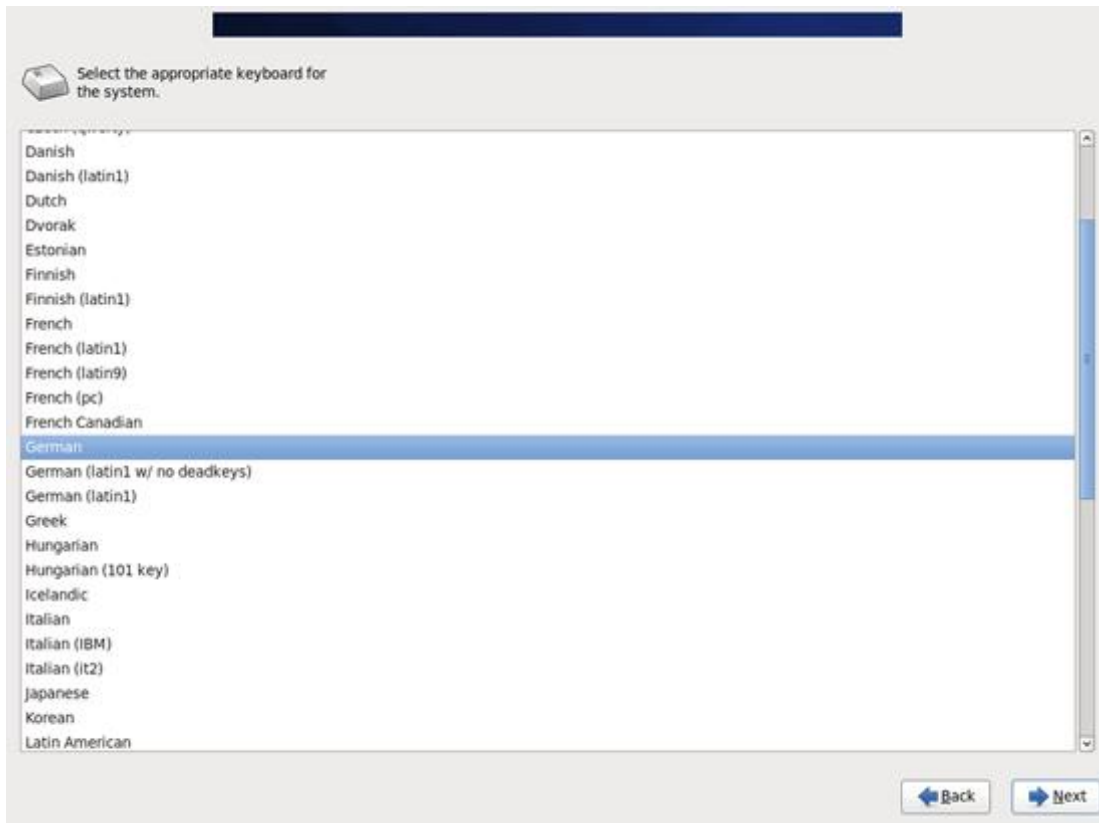 Select the appropriate keyboard for
the system.
Danish
Danish (latin1)
Dutch
Dvorak
Estonian
Finnish
Finnish (latin1)
French
French (latin1)
French (latin9)
French (pc)
French Canadian
German
German (latin1 w/ no deadkeys)
German (latin1)
Greek
Hungarian
Hungarian (101 key)
Icelandic
Italian
Italian (IBM)
Italian (it2)
Japanese
Korean
Latin American
Back
Next